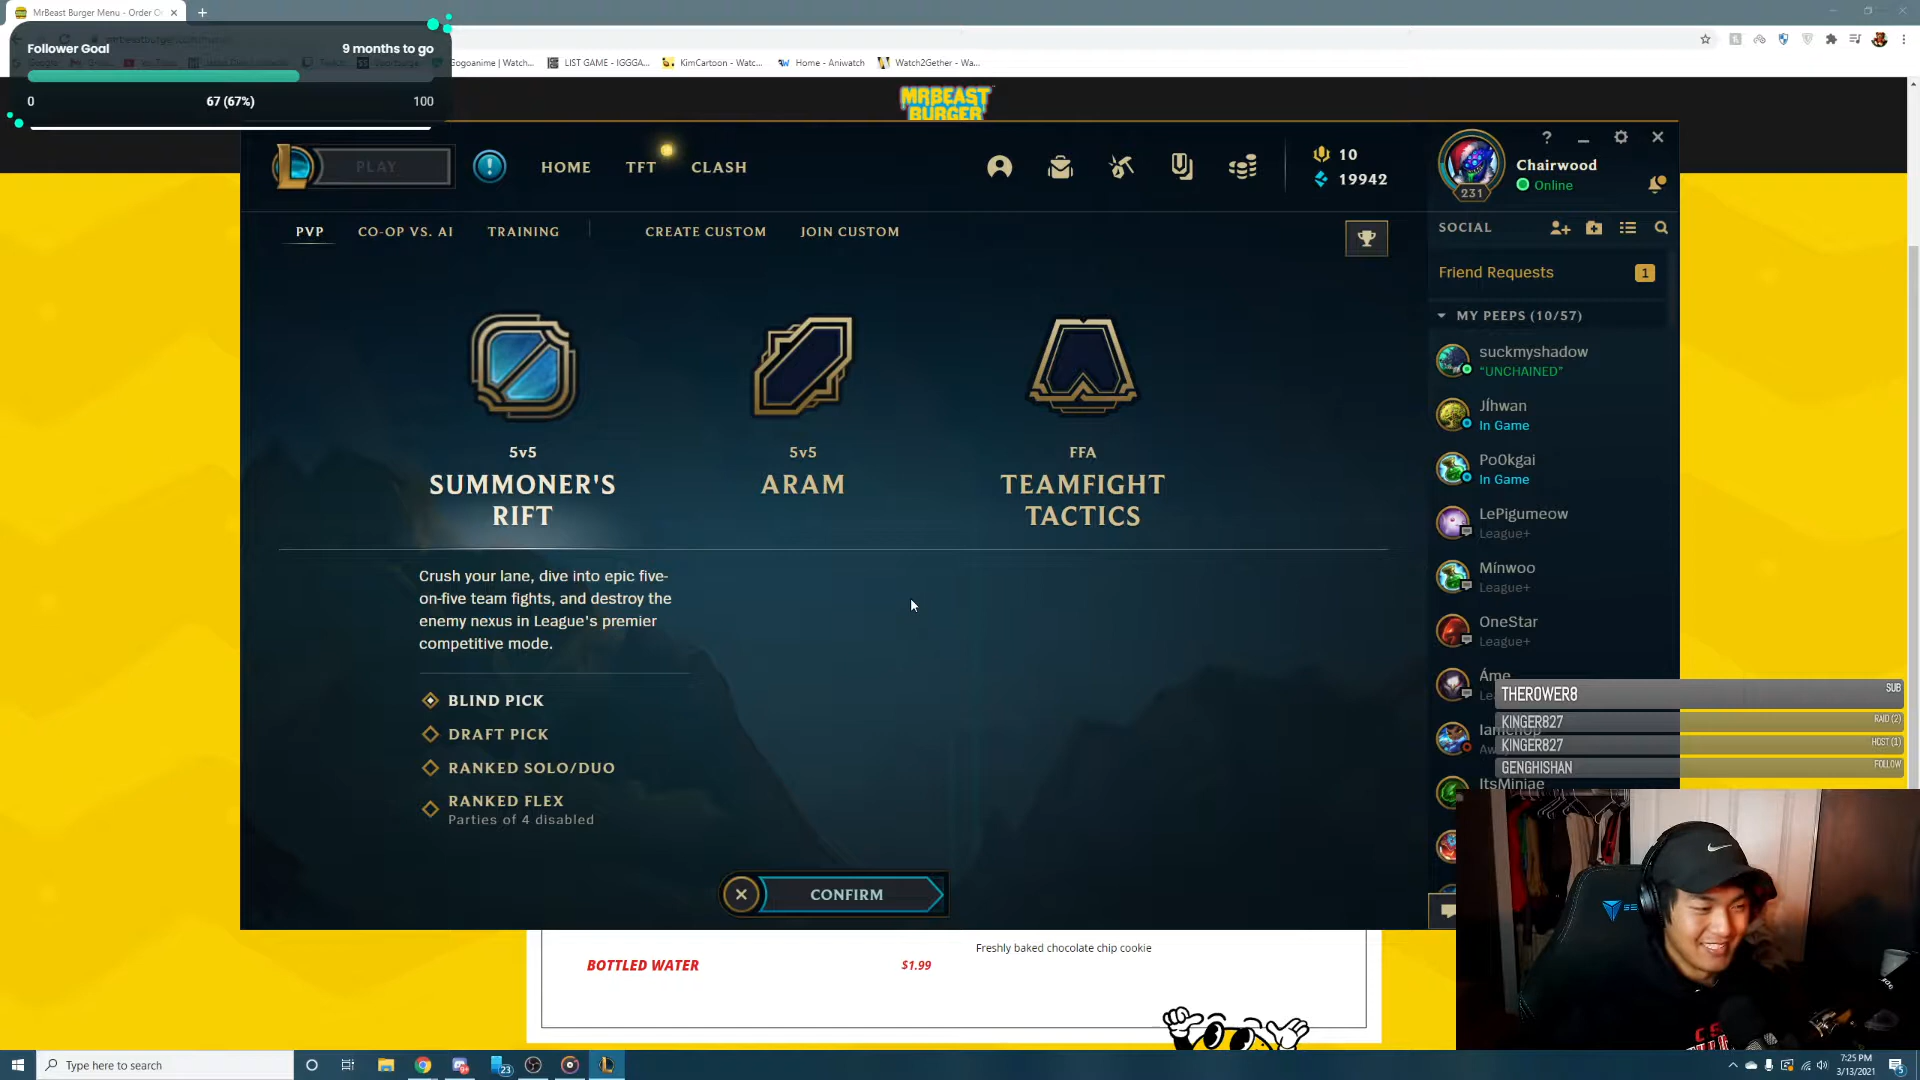 MrBeast Burger Menu - Order O
Follower Goal
9 months to go
67 (67%)
0
100
Gogoanime | Watch...
LIST GAME - IGGGA...
KimCartoon - Watc...
Home - Aniwatch
Watch2Gether - Wa...
MRBEAST
BURGER
PLAY
HOME
TFT
CLASH
10
19942
Chairwood
Online
231
PVP
CO-OP VS. AI
TRAINING
CREATE CUSTOM
JOIN CUSTOM
SOCIAL
Friend Requests
1
MY PEEPS (10/57)
suckmyshadow
"UNCHAINED"
JÍhwan
In Game
Po0kgai
In Game
LePigumeow
League+
Mínwoo
League+
OneStar
League+
Áme
ItsMiniae
5v5
SUMMONER'S
RIFT
5v5
ARAM
FFA
TEAMFIGHT
TACTICS
Crush your lane, dive into epic five-
on-five team fights, and destroy the
enemy nexus in League's premier
competitive mode.
BLIND PICK
DRAFT PICK
RANKED SOLO/DUO
RANKED FLEX
Parties of 4 disabled
CONFIRM
THEROWER8 SUB
KINGER827 RAID (2)
KINGER827 HOST (1)
GENGHISHAN FOLLOW
Freshly baked chocolate chip cookie
BOTTLED WATER
$1.99
Type here to search
23
7:25 PM
3/13/2021
5